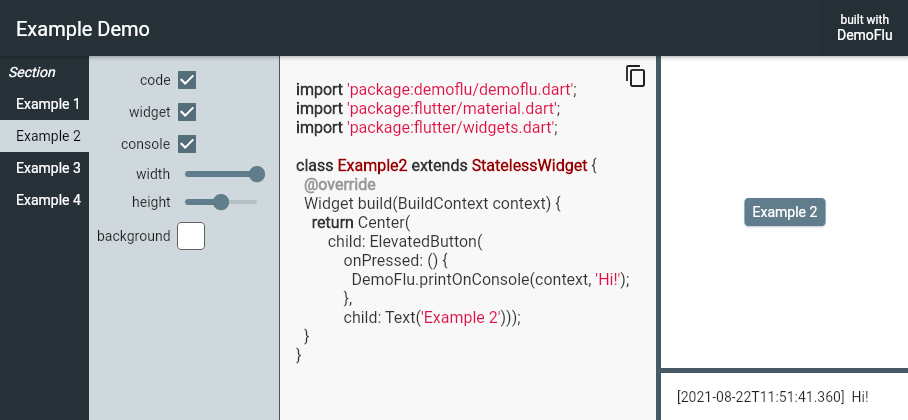 Example Demo
built with
DemoFlu
Section
Example 1
Example 2
Example 3
Example 4
code
widget
console
width
height
background
import 'package:demoflu/demoflu.dart';
import 'package:flutter/material.dart';
import 'package:flutter/widgets.dart';
class Example2 extends StatelessWidget {
@override
Widget build(BuildContext context) {
return Center(
child: ElevatedButton(
onPressed: () {
DemoFlu.printOnConsole(context, 'Hi!');
},
child: Text('Example 2')));
}
}
Example 2
[2021-08-22T11:51:41.360] Hi!